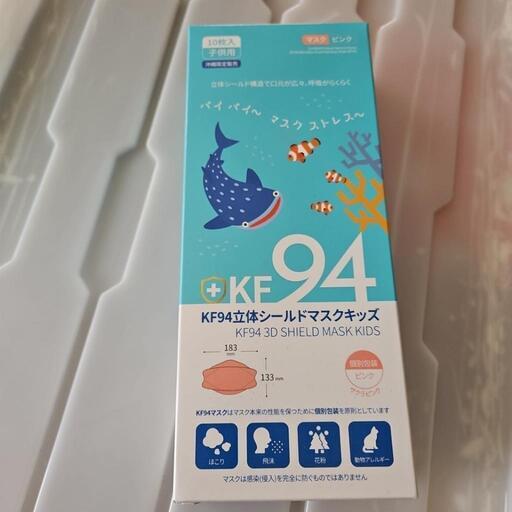 10枚入
子供用
沖縄限定販売
マスク ピンク
立体シールド構造で口元が広々、呼吸がらくらく
バイバイ〜 マスクストレス〜
KF94
KF94立体シールドマスクキッズ
KF94 3D SHIELD MASK KIDS
183
mm
133 mm
個別包装
ピンク
KF94マスクはマスク本来の性能を保つために個別包装を原則としています
ほこり
飛沫
花粉
動物アレルギー
マスクは感染(侵入)を完全に防ぐものではありません